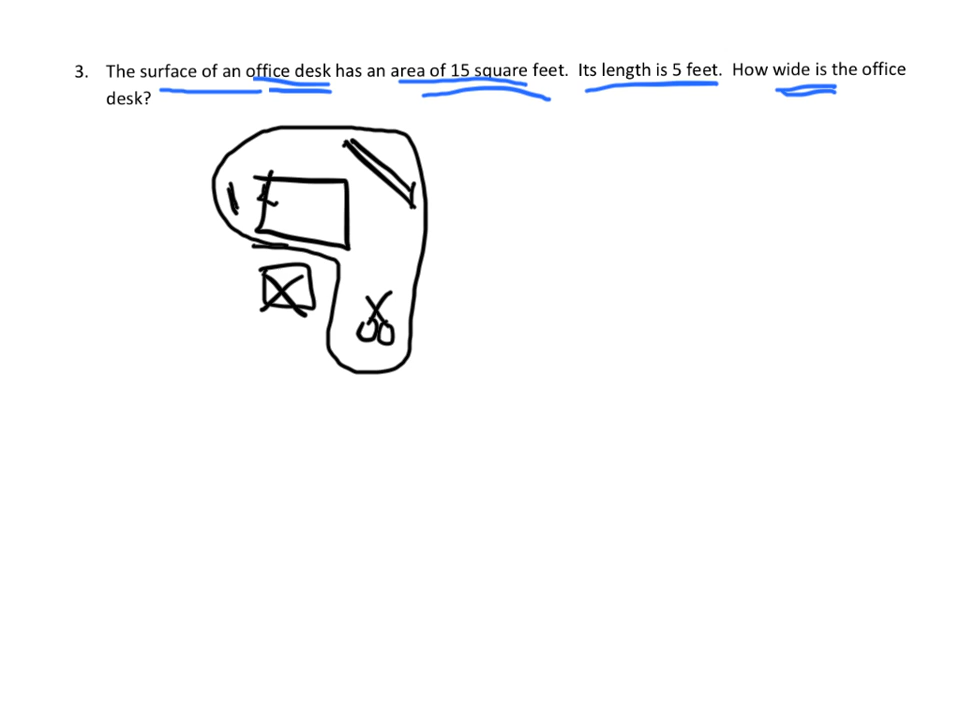 3. The surface of an office desk has an area of 15 square feet. Its length is 5 feet. How wide is the office
desk?